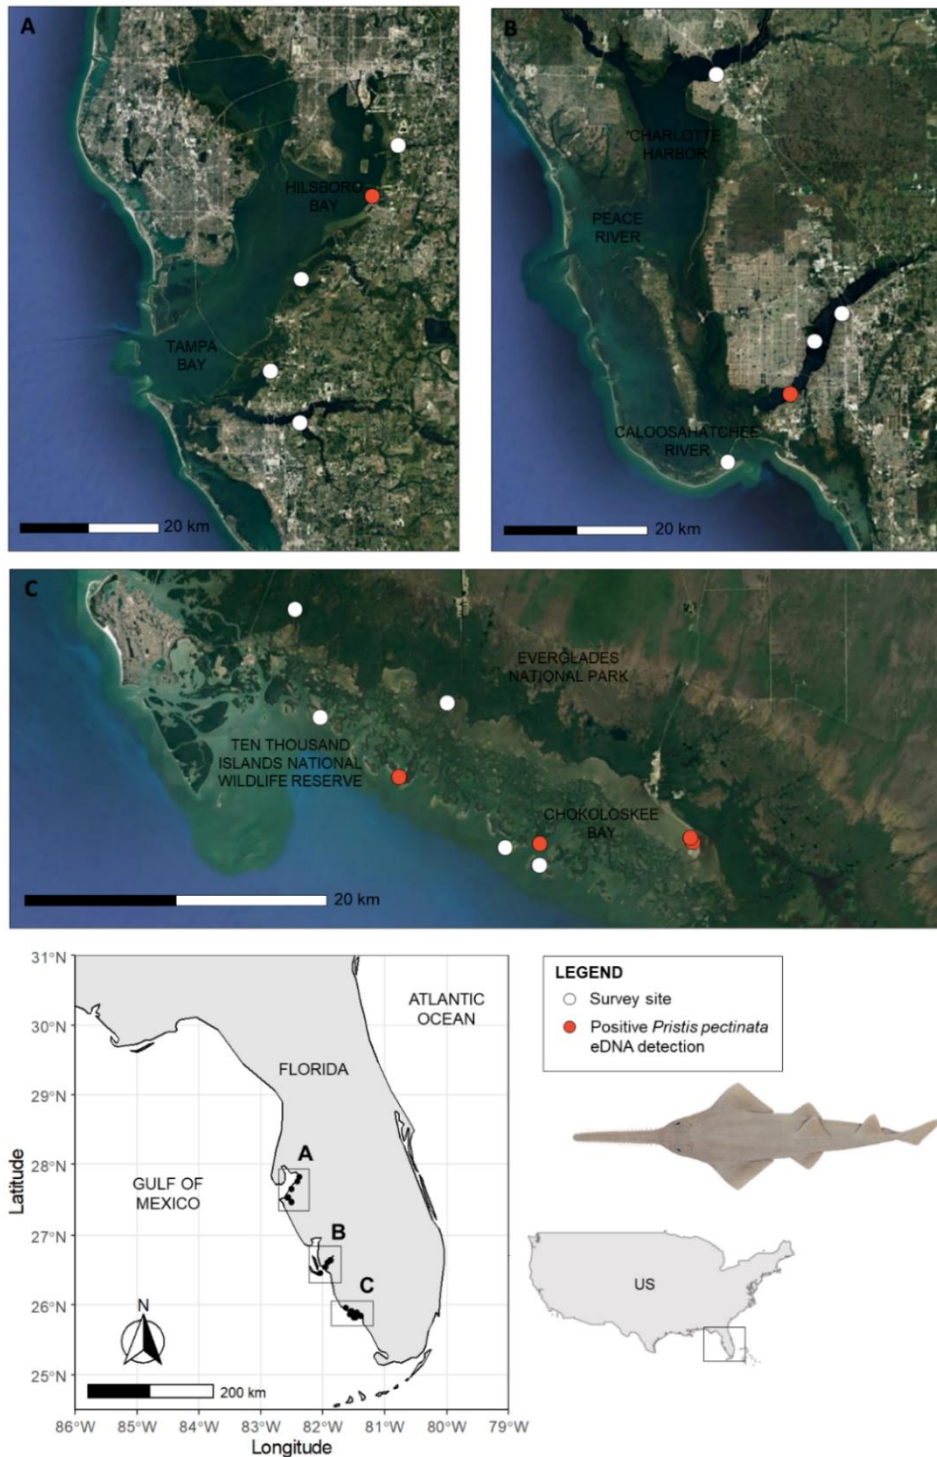 A
HILSBORO
BAY
TAMPA
BAY
20 km
B
CHARLOTTE
HARBOR
PEACE
RIVER
CALOOSAHATCHEE
RIVER
20 km
C
EVERGLADES
NATIONAL PARK
TEN THOUSAND
ISLANDS NATIONAL
WILDLIFE RESERVE
CHOKOLOSKEE
BAY
20 km
31°N
30°N
29°N
28°N
27°N
26°N
25°N
Latitude
ATLANTIC
OCEAN
FLORIDA
GULF OF
MEXICO
A
B
C
N
200 km
86°W 85°W 84°W 83°W 82°W 81°W 80°W 79°W
Longitude
LEGEND
Survey site
Positive Pristis pectinata
eDNA detection
US